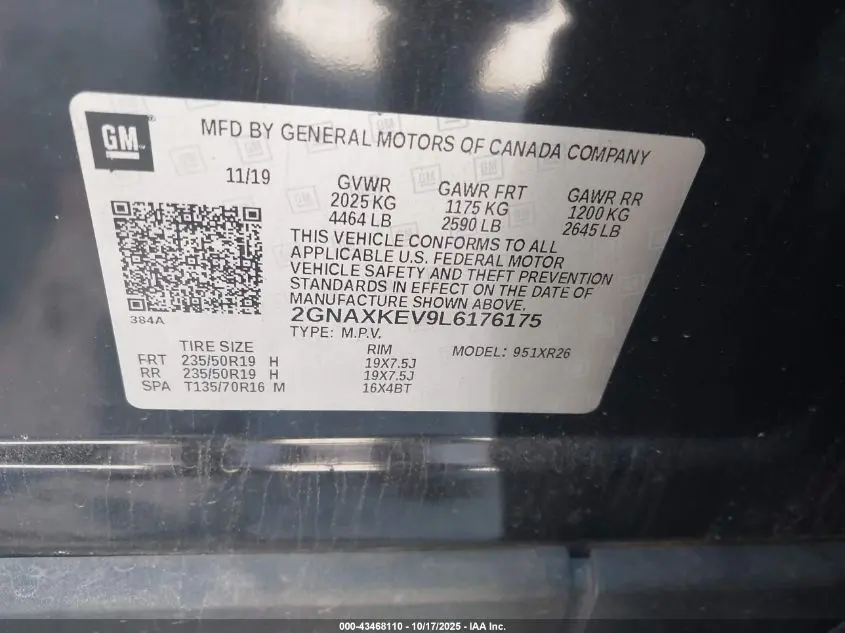 GM
MFD BY GENERAL MOTORS OF CANADA COMPANY
11/19
GVWR GAWR FRT GAWR RR
2025 KG 1175 KG 1200 KG
4464 LB 2590 LB 2645 LB
THIS VEHICLE CONFORMS TO ALL
APPLICABLE U.S. FEDERAL MOTOR
VEHICLE SAFETY AND THEFT PREVENTION
STANDARDS IN EFFECT ON THE DATE OF
MANUFACTURE SHOWN ABOVE.
384A
2GNAXKEV9L6176175
TYPE: M.P.V.
TIRE SIZE RIM MODEL: 951XR26
FRT 235/50R19 H 19X7.5J
RR 235/50R19 H 19X7.5J
SPA T135/70R16 M 16X4BT
000-43468110 - 10/17/2025 - IAA Inc.